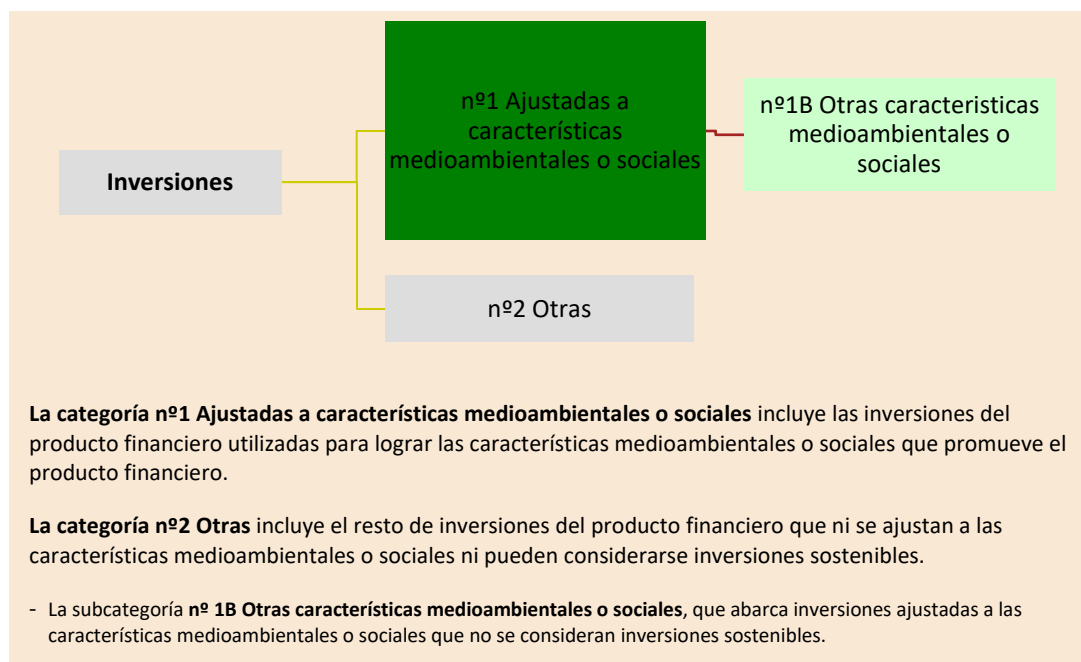 nº1 Ajustadas a
características
medioambientales o sociales
nº1B Otras caracteristicas
medioambientales o
sociales
Inversiones
nº2 Otras
La categoría nº1 Ajustadas a características medioambientales o sociales incluye las inversiones del
producto financiero utilizadas para lograr las características medioambientales o sociales que promueve el
producto financiero.
La categoría nº2 Otras incluye el resto de inversiones del producto financiero que ni se ajustan a las
características medioambientales o sociales ni pueden considerarse inversiones sostenibles.
- La subcategoría nº 1B Otras características medioambientales o sociales, que abarca inversiones ajustadas a las
características medioambientales o sociales que no se consideran inversiones sostenibles.